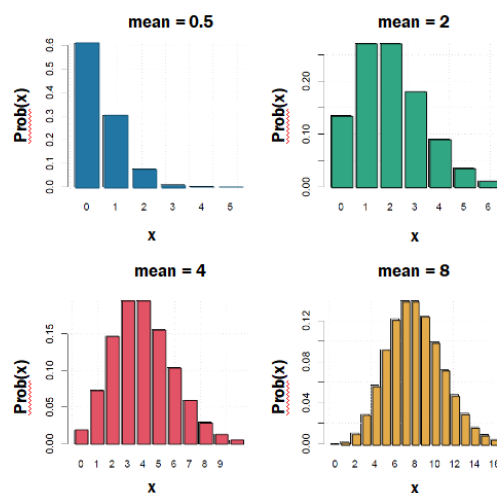 mean = 0.5
Prob(x)
0.0 0.1 0.2 0.3 0.4 0.5 0.6
0 1 2 3 4 5
x
mean = 2
Prob(x)
0.00 0.10 0.20
0 1 2 3 4 5 6
x
mean = 4
Prob(x)
0.00 0.05 0.10 0.15
0 1 2 3 4 5 6 7 8 9
x
mean = 8
Prob(x)
0.00 0.04 0.08 0.12
0 2 4 6 8 10 12 14 16
x